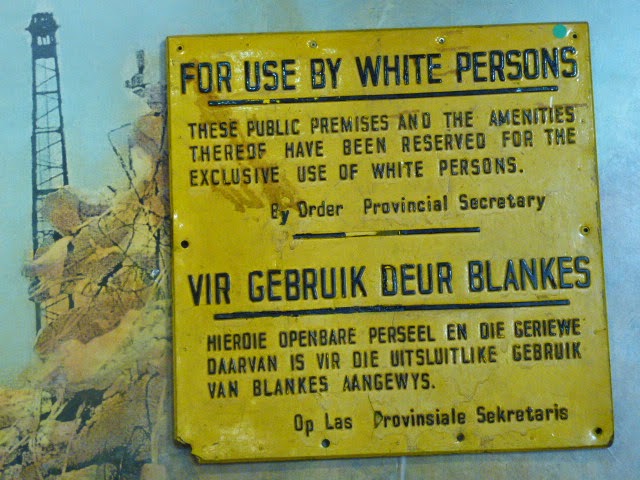 FOR USE BY WHITE PERSONS
THESE PUBLIC PREMISES AND THE AMENITIES
THEREOF HAVE BEEN RESERVED FOR THE
EXCLUSIVE USE OF WHITE PERSONS.
By Order Provincial Secretary
VIR GEBRUIK DEUR BLANKES
HIERDIE OPENBARE PERSEEL EN DIE GERIEWE
DAARVAN IS VIR DIE UITSLUITLIKE GEBRUIK
VAN BLANKES AANGEWYS.
Op Las Provinsiale Sekretaris